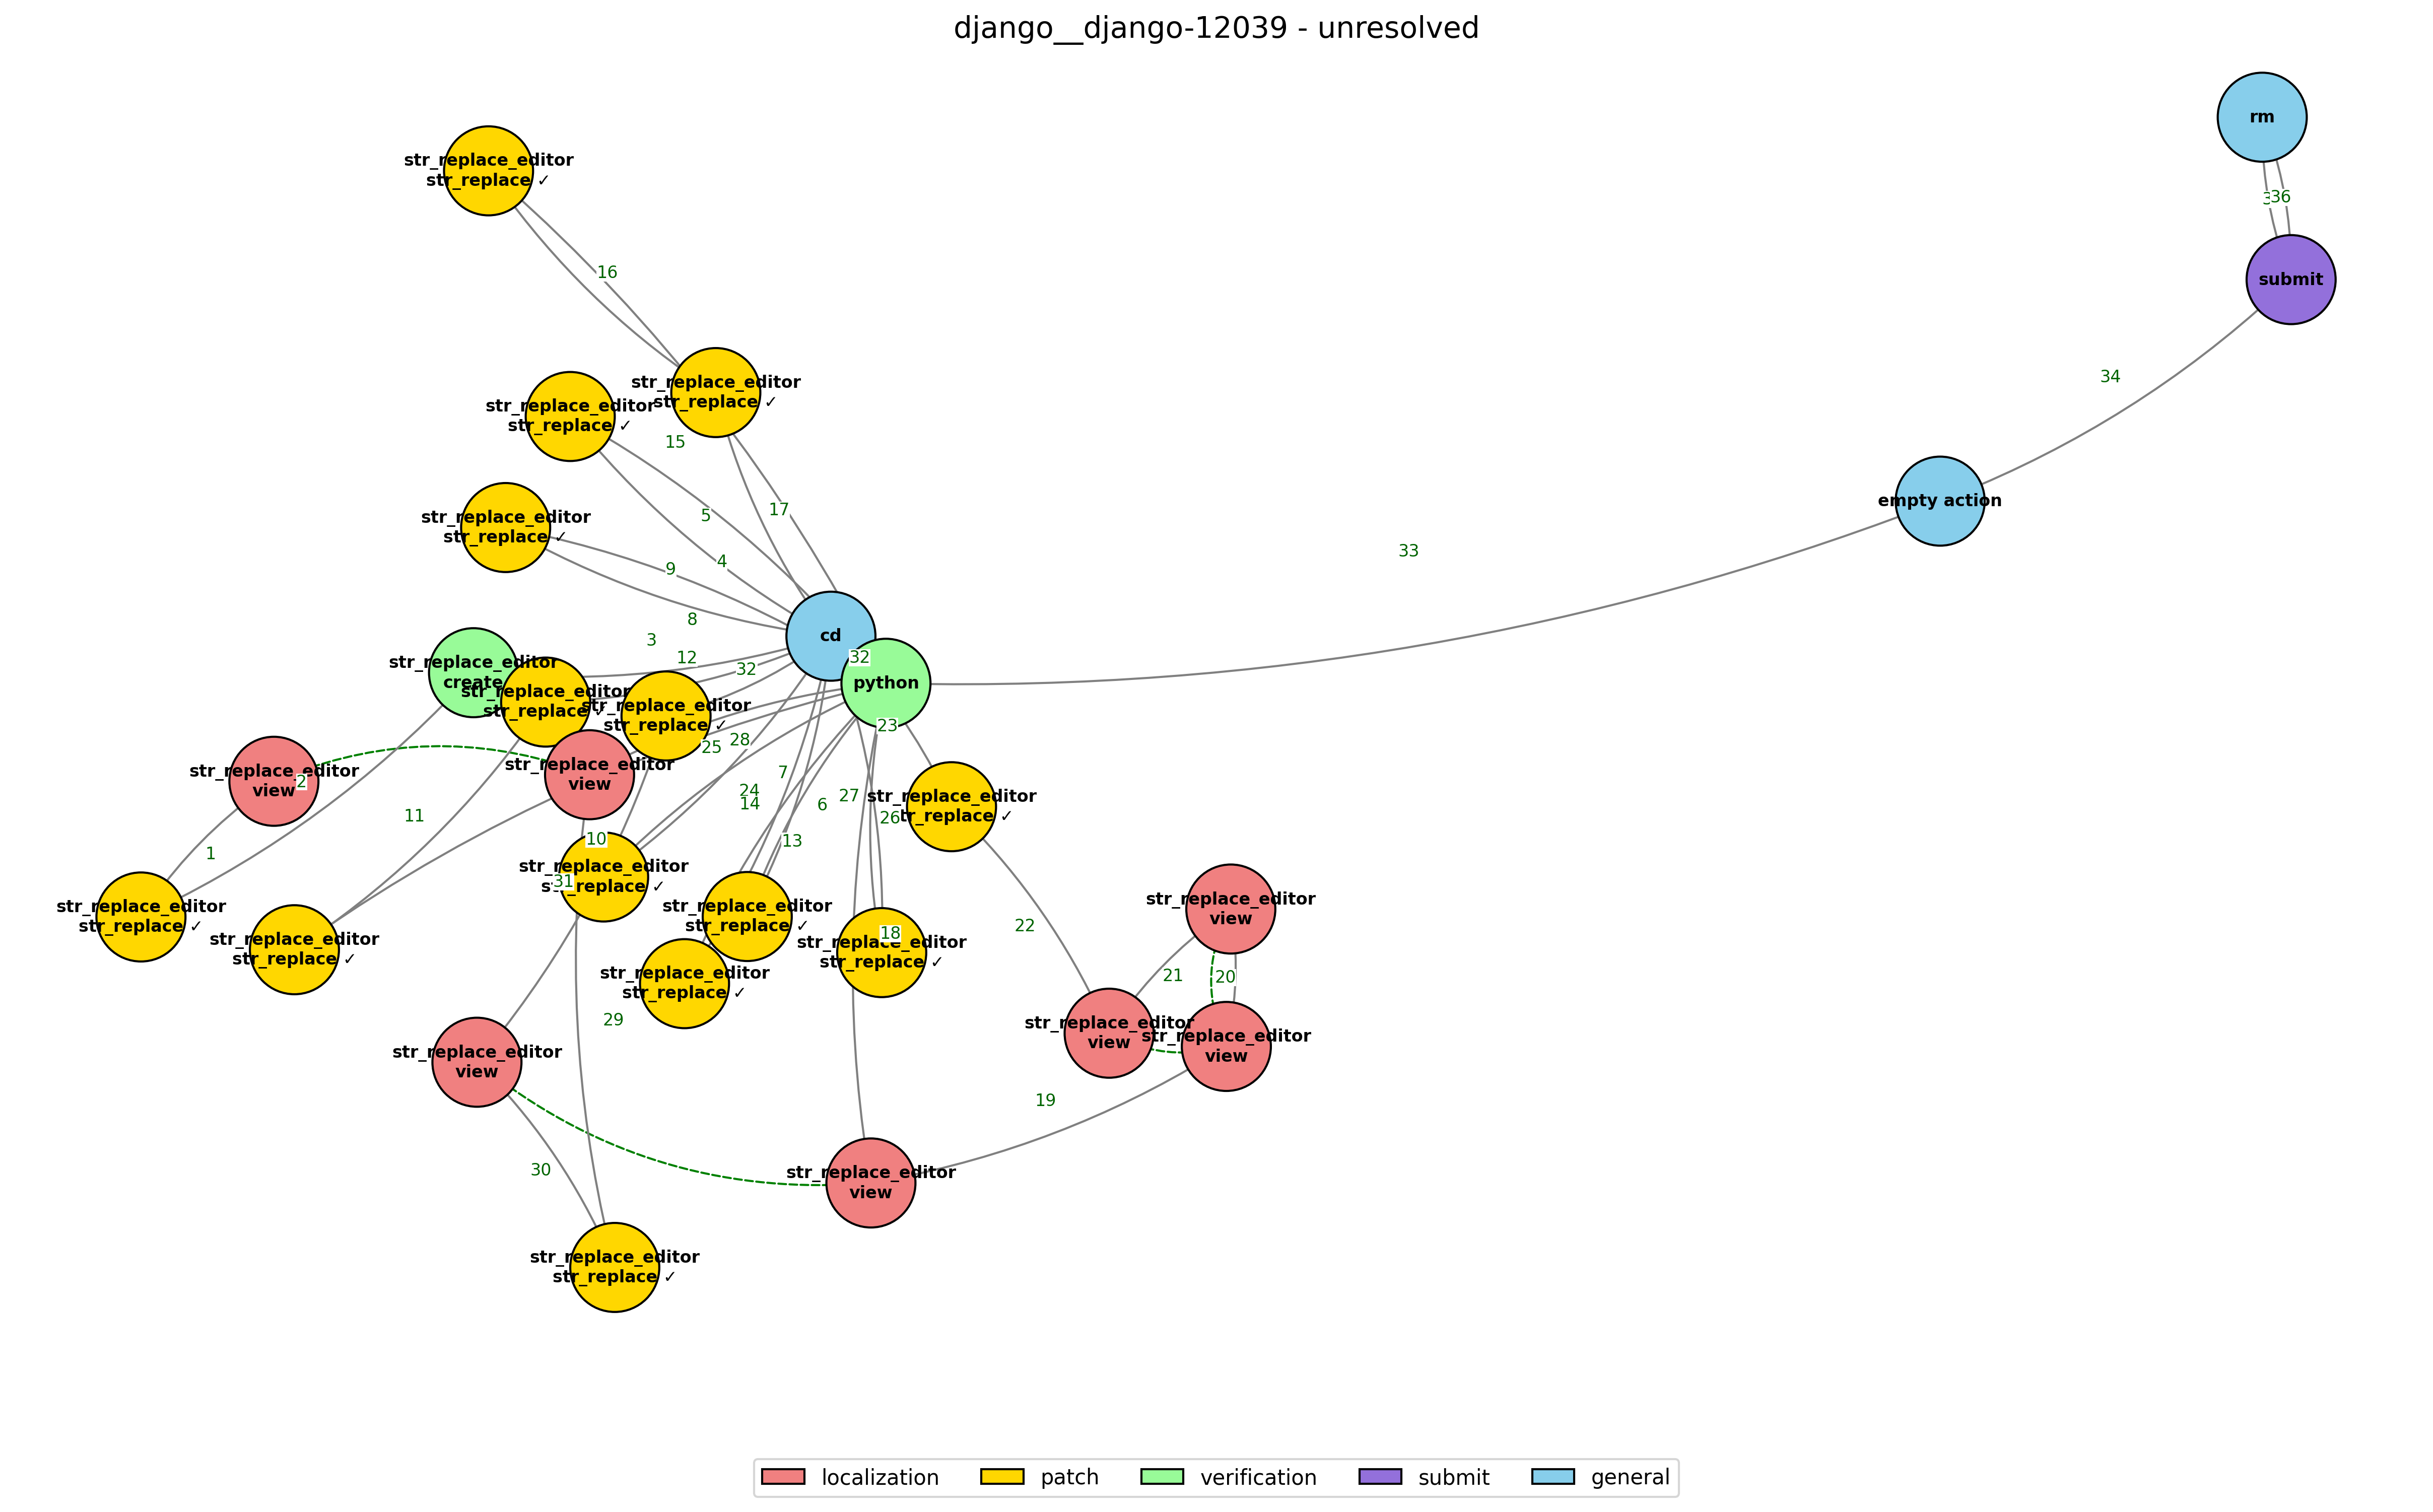 django__django-12039 - unresolved
rm
36
submit
str_replace_editor
str_replace ✓
16
34
str_replace_editor
str_replace ✓
str_replace_editor
str_replace ✓
15
empty action
17
5
str_replace_editor
str_replace ✓
33
4
9
8
3
cd
12
32
32
str_replace_editor
create
python
str_replace_editor
str_replace ✓
str_replace_editor
str_replace ✓
23
25
28
str_replace_editor
view
2
str_replace_editor
view
7
24
14
6
27
26
str_replace_editor
str_replace ✓
11
13
10
1
31
str_replace_editor
str_replace ✓
str_replace_editor
str_replace ✓
str_replace_editor
str_replace ✓
str_replace_editor
str_replace ✓
str_replace_editor
view
22
18
str_replace_editor
str_replace ✓
str_replace_editor
str_replace ✓
21
20
29
str_replace_editor
view
str_replace_editor
view
str_replace_editor
view
19
30
str_replace_editor
view
str_replace_editor
str_replace ✓
localization
patch
verification
submit
general